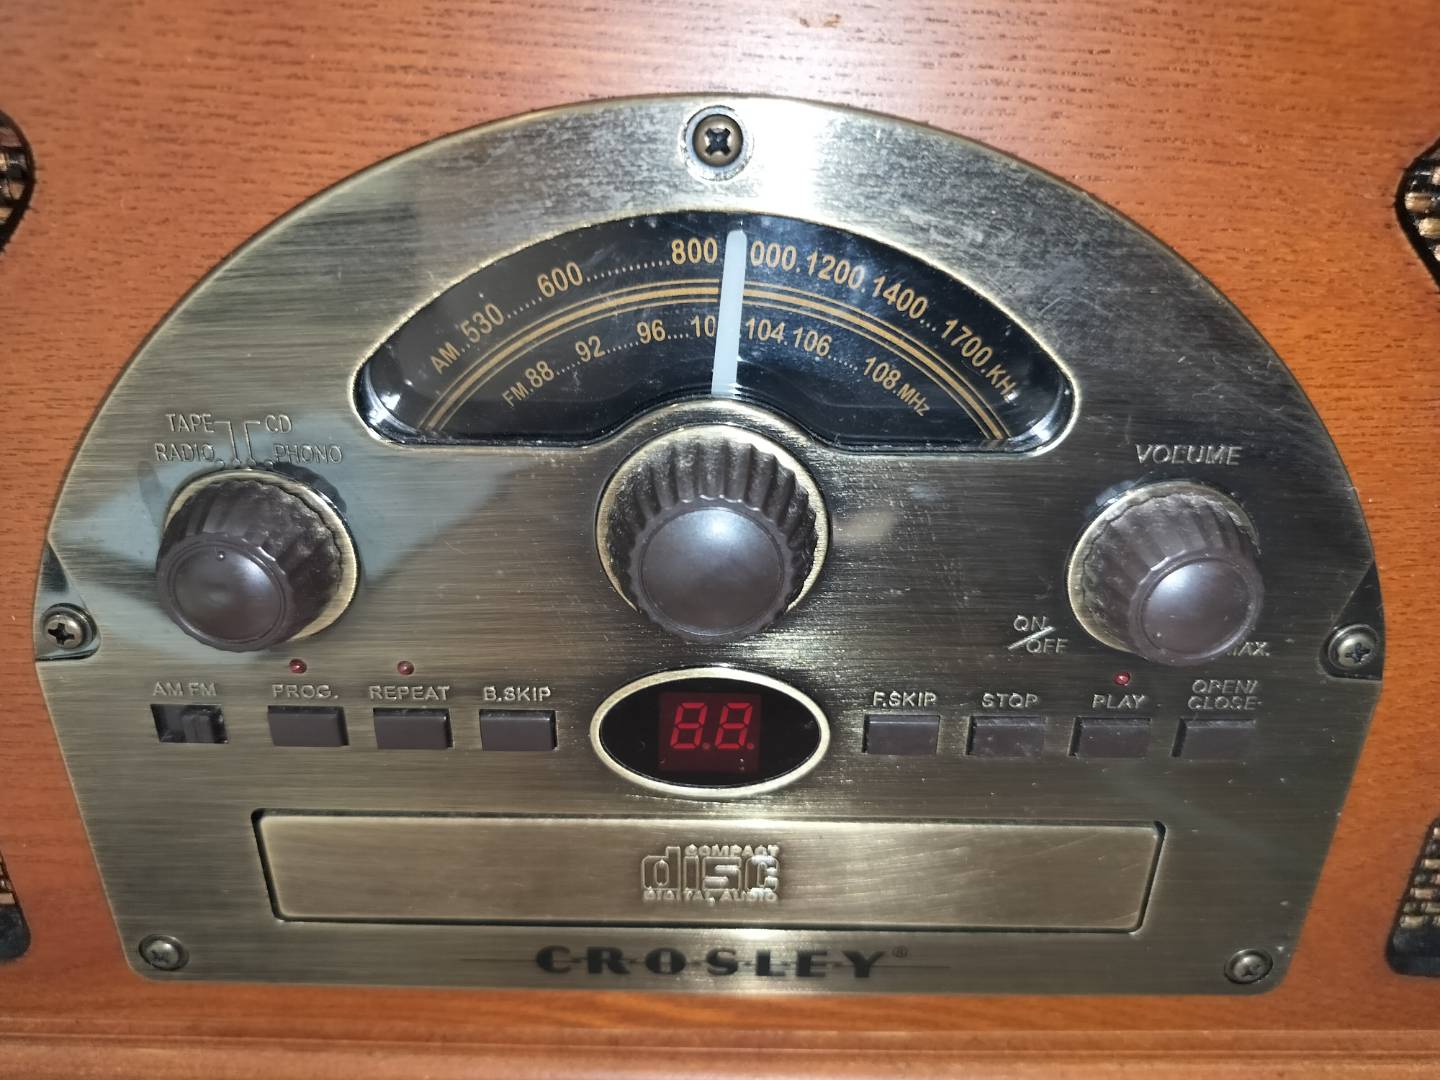 800 000.1200.1400...1700.KHz
AM..530......600............
FM.88....92......96....10 104.106......108.MHz
TAPE CD
RADIO PHONO
VOLUME
ON/OFF
AM FM PROG. REPEAT B.SKIP 8.8. F.SKIP STOP PLAY OPEN/CLOSE
COMPACT
disc
DIGITAL AUDIO
CROSLEY®